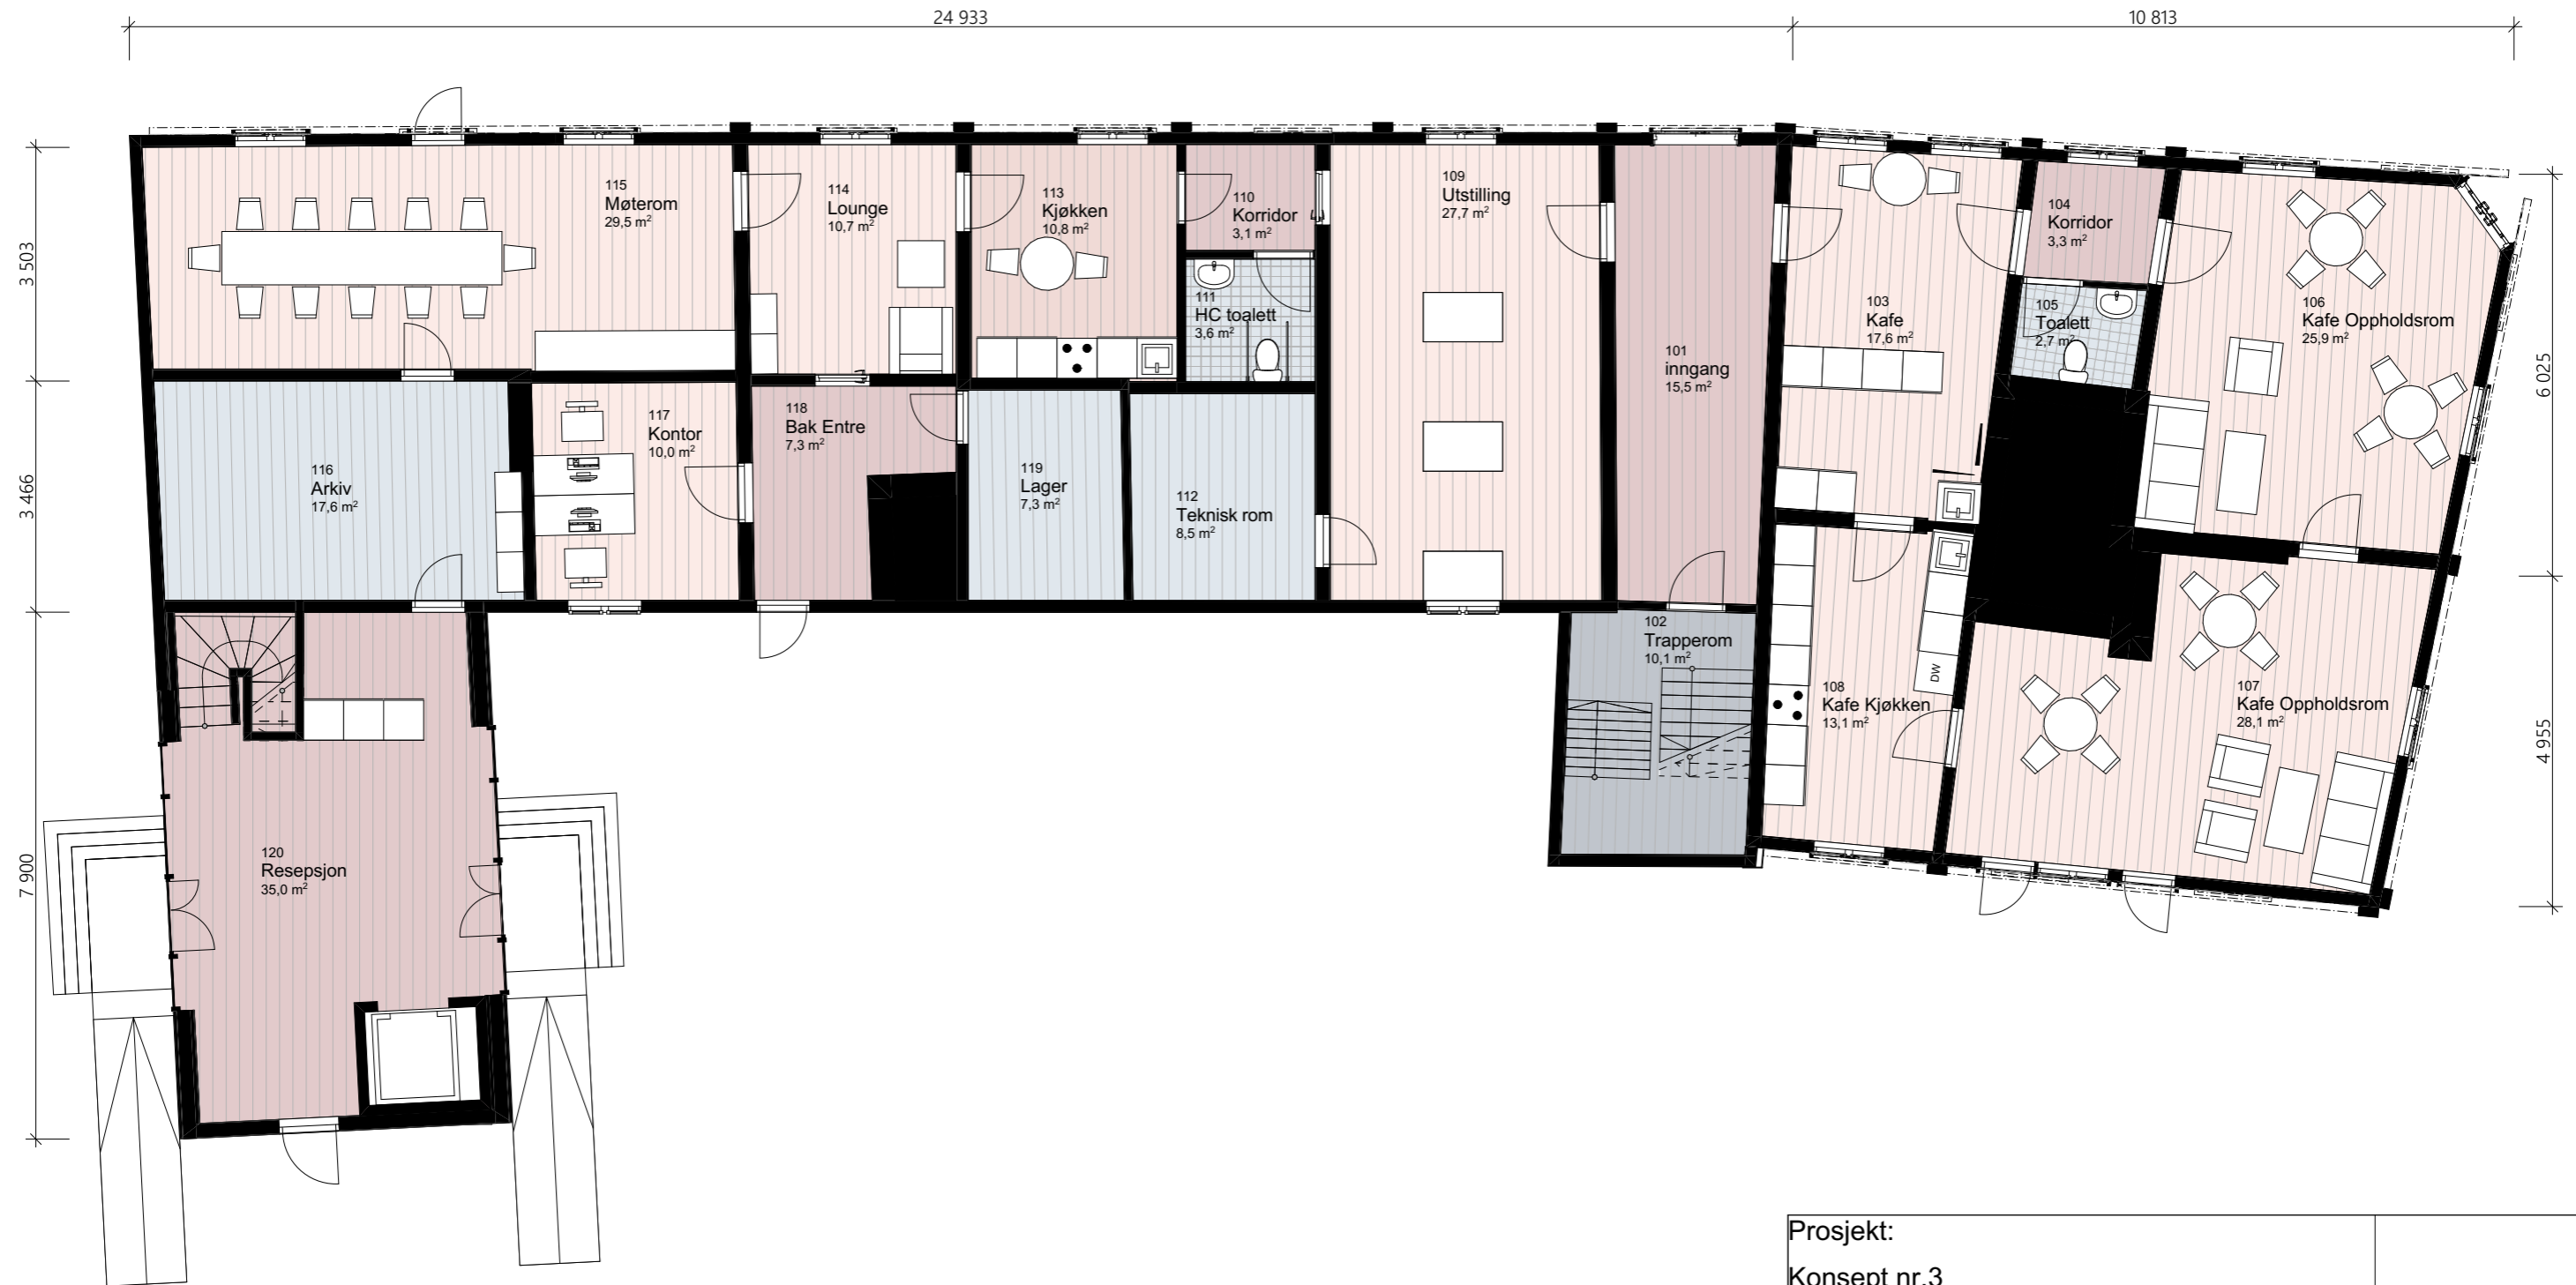 24 933
10 813
3 503
3 466
7 900
6 025
4 955
115
Møterom
29,5 m²
114
Lounge
10,7 m²
113
Kjøkken
10,8 m²
110
Korridor
3,1 m²
111
HC toalett
3,6 m²
109
Utstilling
27,7 m²
101
inngang
15,5 m²
103
Kafe
17,6 m²
104
Korridor
3,3 m²
105
Toalett
2,7 m²
106
Kafe Oppholdsrom
25,9 m²
116
Arkiv
17,6 m²
117
Kontor
10,0 m²
118
Bak Entre
7,3 m²
119
Lager
7,3 m²
112
Teknisk rom
8,5 m²
102
Trapperom
10,1 m²
108
Kafe Kjøkken
13,1 m²
DW
107
Kafe Oppholdsrom
28,1 m²
120
Resepsjon
35,0 m²
Prosjekt:
Konsept nr.3